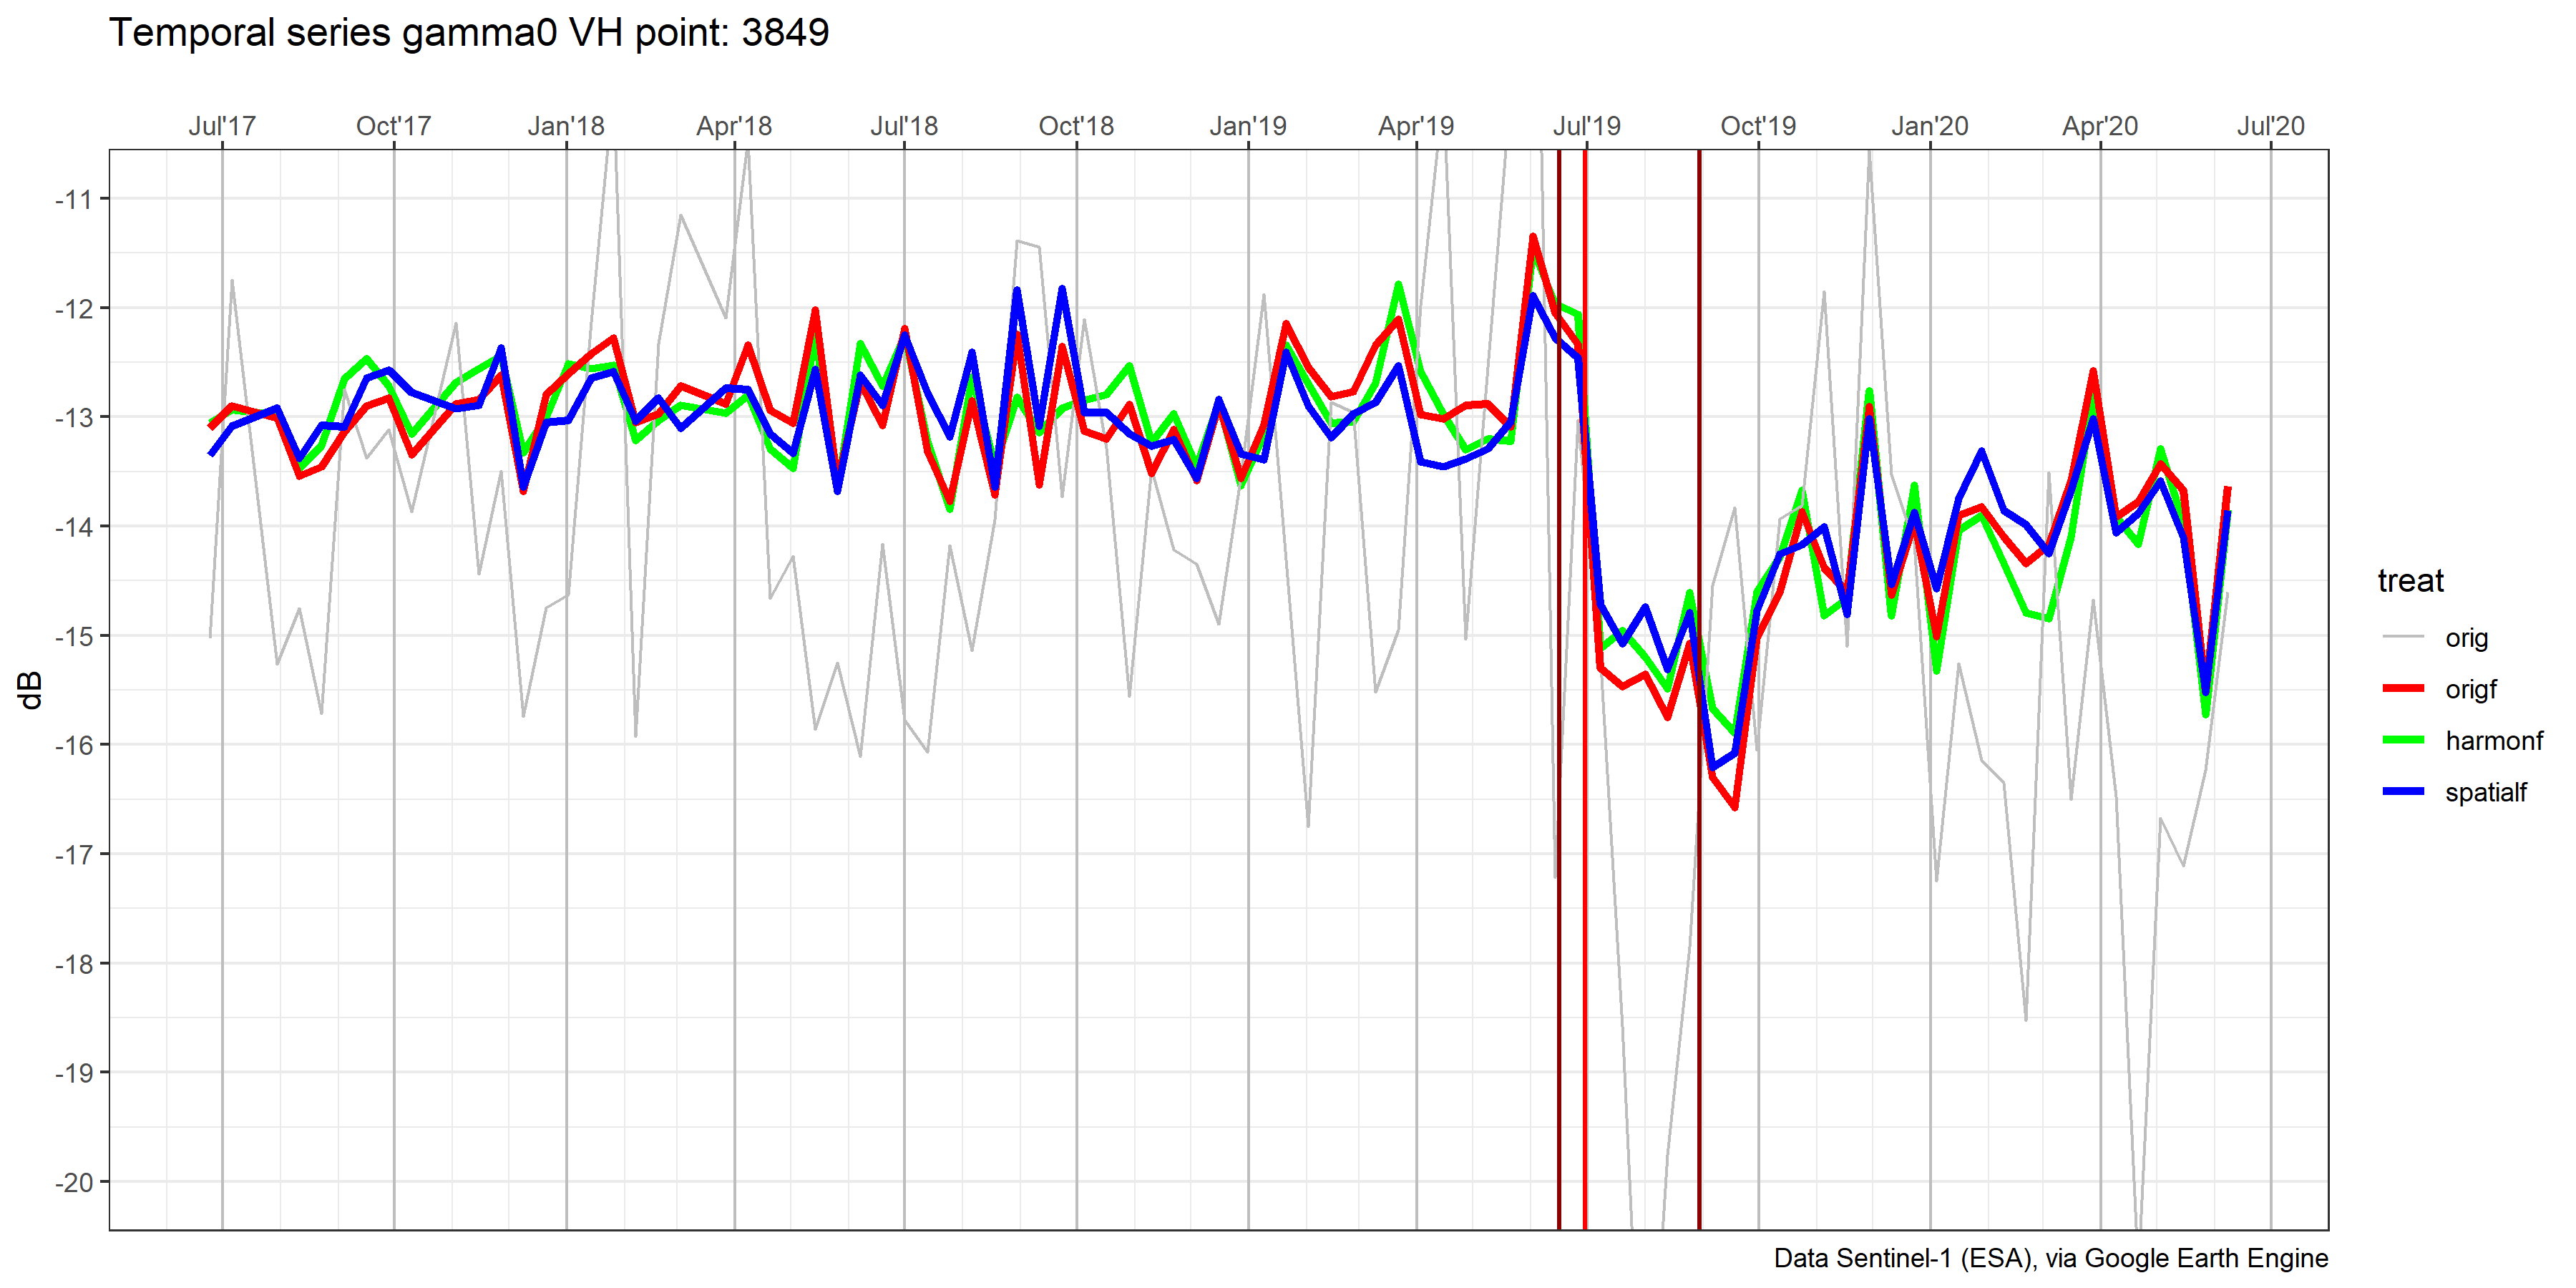 Temporal series gamma0 VH point: 3849
Jul'17 Oct'17 Jan'18 Apr'18 Jul'18 Oct'18 Jan'19 Apr'19 Jul'19 Oct'19 Jan'20 Apr'20 Jul'20
-11
-12
-13
-14
-15
-16
-17
-18
-19
-20
dB
treat
orig
origf
harmonf
spatialf
Data Sentinel-1 (ESA), via Google Earth Engine